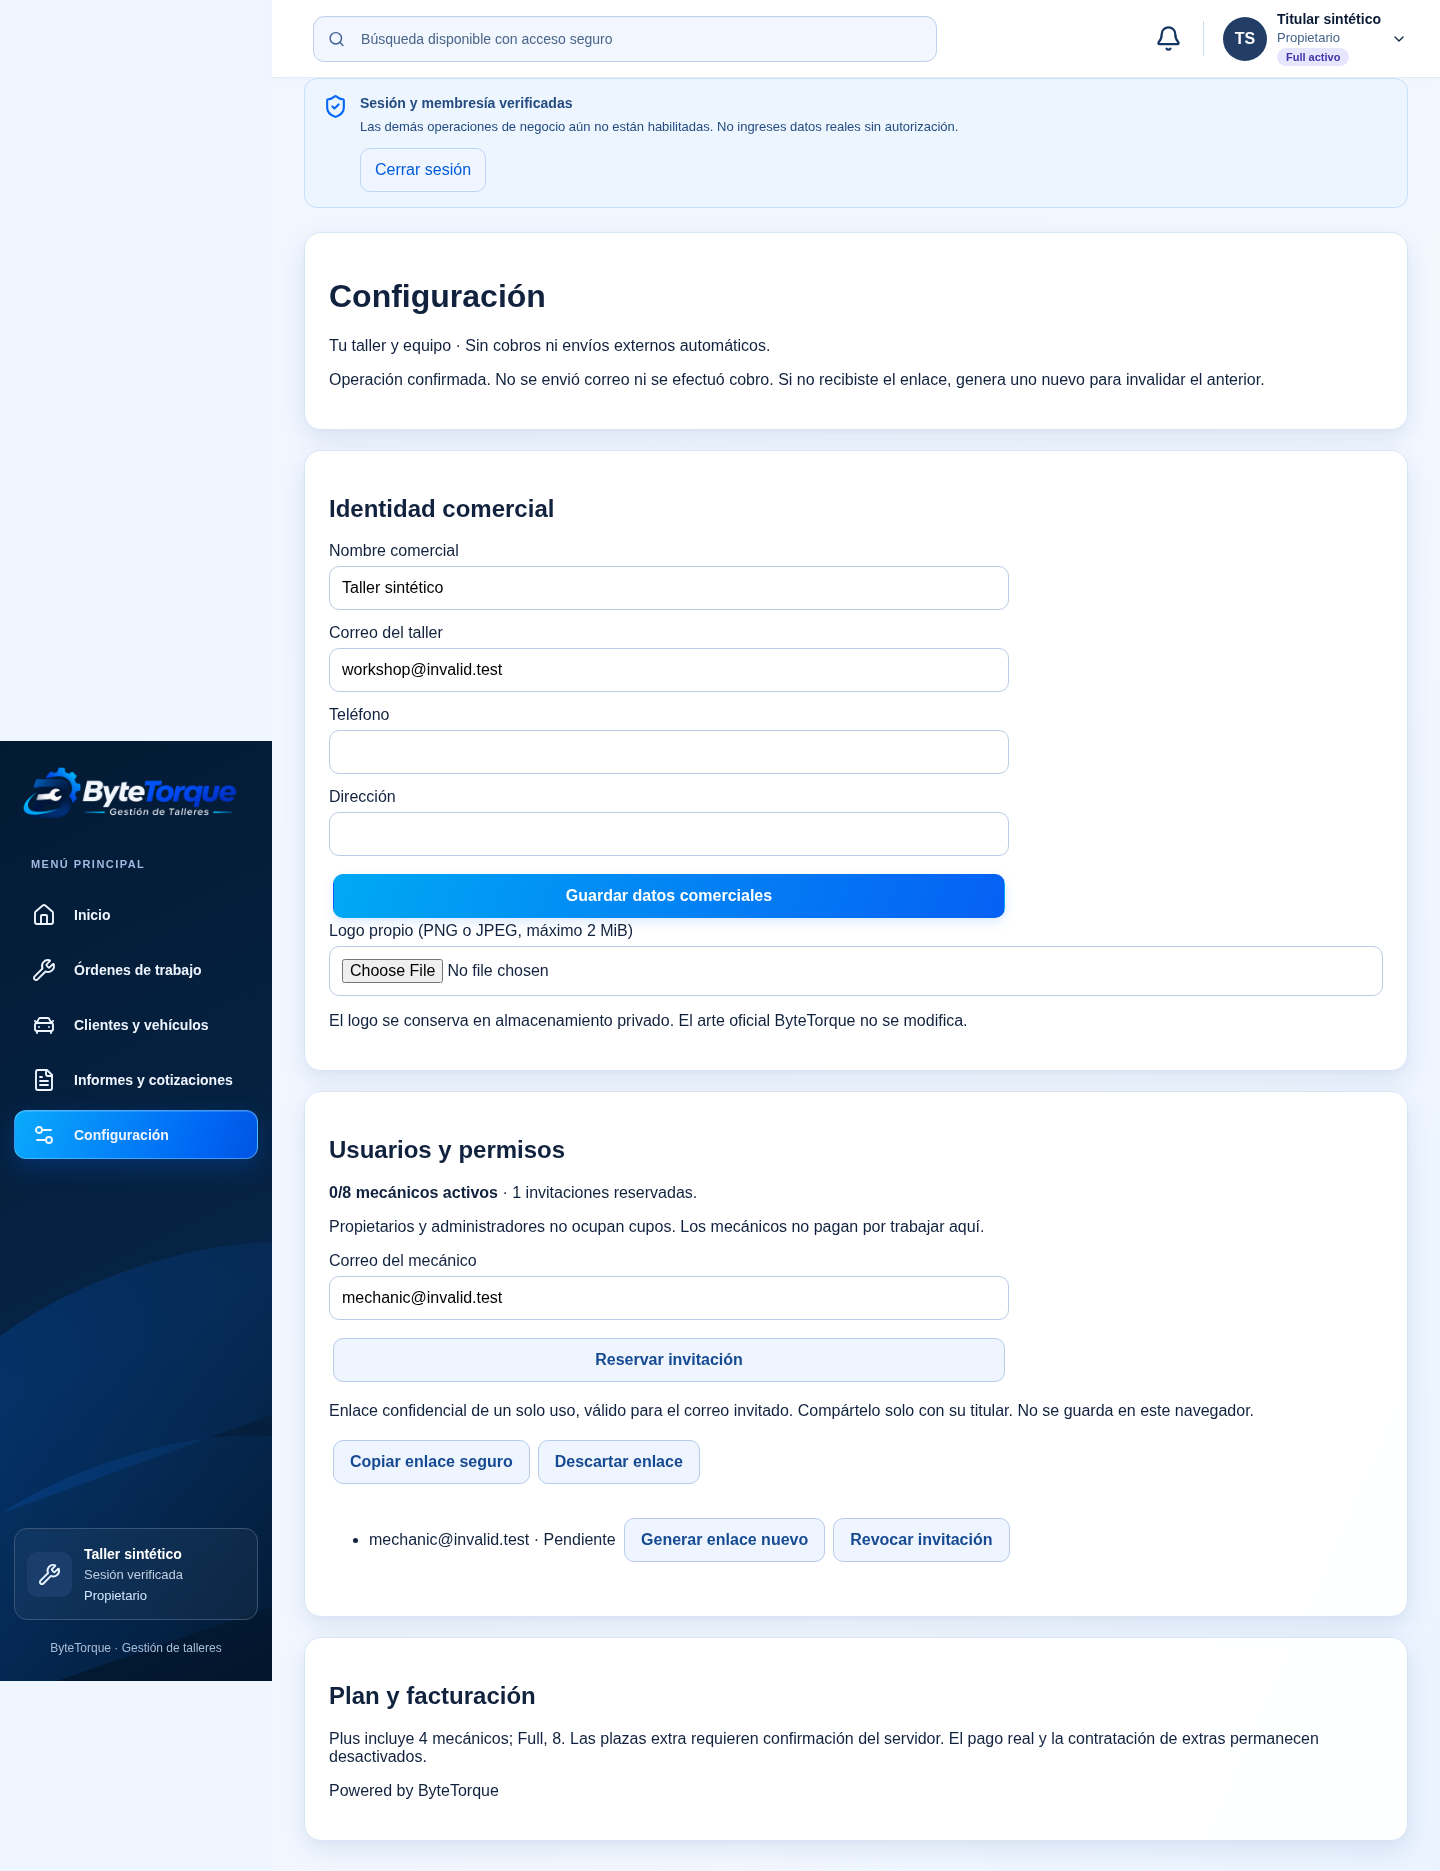 Búsqueda disponible con acceso seguro
TS
Titular sintético
Propietario
Full activo
Sesión y membresía verificadas
Las demás operaciones de negocio aún no están habilitadas. No ingreses datos reales sin autorización.
Cerrar sesión
Configuración
Tu taller y equipo · Sin cobros ni envíos externos automáticos.
Operación confirmada. No se envió correo ni se efectuó cobro. Si no recibiste el enlace, genera uno nuevo para invalidar el anterior.
Identidad comercial
Nombre comercial
Taller sintético
Correo del taller
workshop@invalid.test
Teléfono
Dirección
Guardar datos comerciales
Logo propio (PNG o JPEG, máximo 2 MiB)
Choose File No file chosen
El logo se conserva en almacenamiento privado. El arte oficial ByteTorque no se modifica.
Usuarios y permisos
0/8 mecánicos activos · 1 invitaciones reservadas.
Propietarios y administradores no ocupan cupos. Los mecánicos no pagan por trabajar aquí.
Correo del mecánico
mechanic@invalid.test
Reservar invitación
Enlace confidencial de un solo uso, válido para el correo invitado. Compártelo solo con su titular. No se guarda en este navegador.
Copiar enlace seguro Descartar enlace
• mechanic@invalid.test · Pendiente Generar enlace nuevo Revocar invitación
Plan y facturación
Plus incluye 4 mecánicos; Full, 8. Las plazas extra requieren confirmación del servidor. El pago real y la contratación de extras permanecen
desactivados.
Powered by ByteTorque
ByteTorque
Gestión de Talleres
MENÚ PRINCIPAL
Inicio
Órdenes de trabajo
Clientes y vehículos
Informes y cotizaciones
Configuración
Taller sintético
Sesión verificada
Propietario
ByteTorque · Gestión de talleres